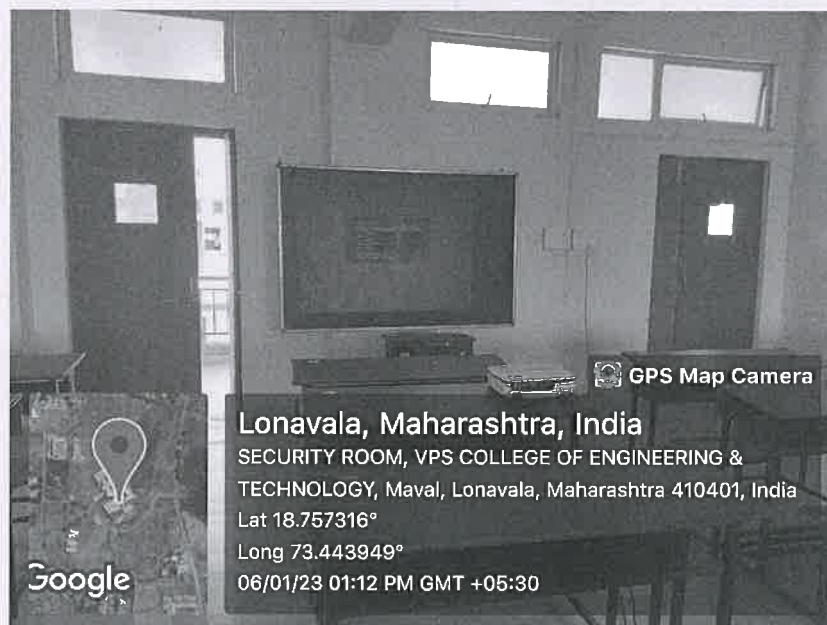 GPS Map Camera
Lonavala, Maharashtra, India
SECURITY ROOM, VPS COLLEGE OF ENGINEERING &
TECHNOLOGY, Maval, Lonavala, Maharashtra 410401, India
Lat 18.757316°
Long 73.443949°
06/01/23 01:12 PM GMT +05:30
Google